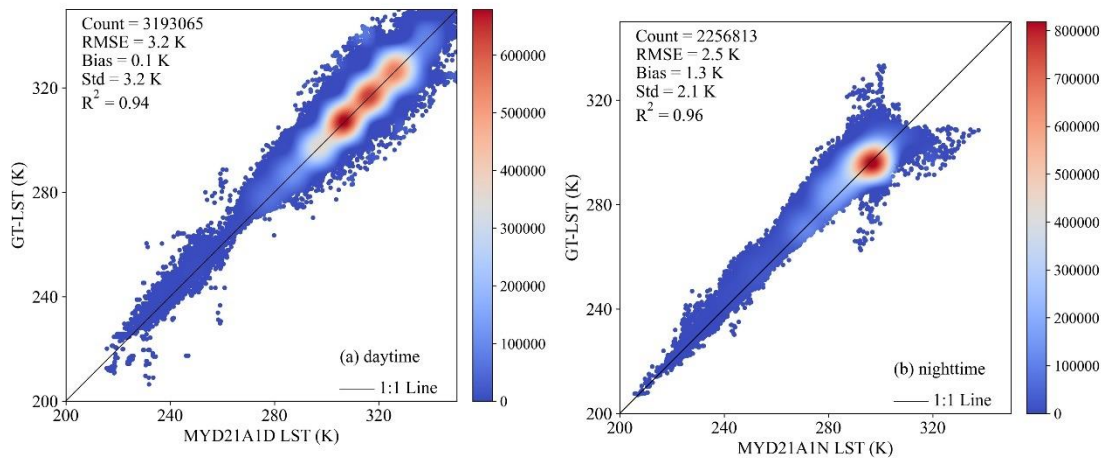 Count = 3193065
RMSE = 3.2 K
Bias = 0.1 K
Std = 3.2 K
R² = 0.94
320
280
240
200
GT-LST (K)
200
240
280
320
MYD21A1D LST (K)
(a) daytime
1:1 Line
600000
500000
400000
300000
200000
100000
0
Count = 2256813
RMSE = 2.5 K
Bias = 1.3 K
Std = 2.1 K
R² = 0.96
320
280
240
200
GT-LST (K)
200
240
280
320
MYD21A1N LST (K)
(b) nighttime
1:1 Line
800000
700000
600000
500000
400000
300000
200000
100000
0